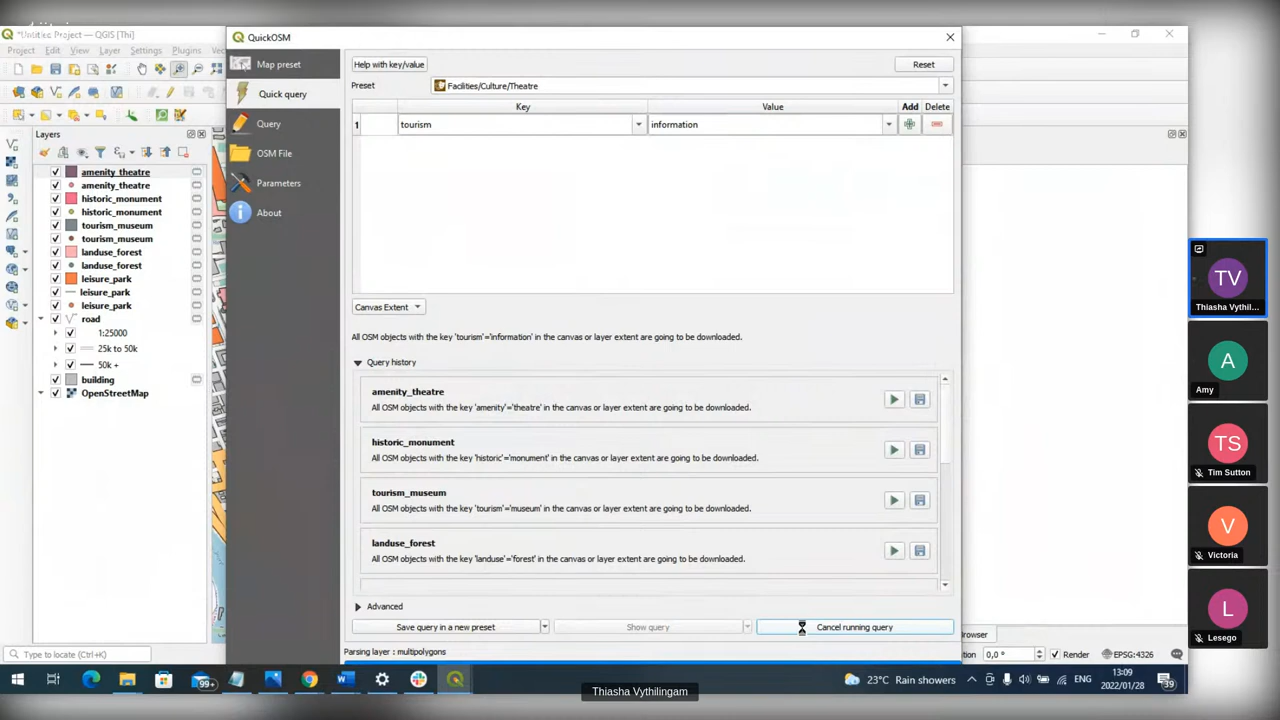 *Untitled Project — QGIS [Thi]
Project Edit View Layer Settings Plugins
QuickOSM
Map preset
Quick query
Query
OSM File
Parameters
About
Help with key/value
Reset
Preset
Facilities/Culture/Theatre
Key
Value
Add
Delete
1
tourism
information
Canvas Extent
All OSM objects with the key 'tourism'='information' in the canvas or layer extent are going to be downloaded.
Query history
amenity_theatre
All OSM objects with the key 'amenity'='theatre' in the canvas or layer extent are going to be downloaded.
historic_monument
All OSM objects with the key 'historic'='monument' in the canvas or layer extent are going to be downloaded.
tourism_museum
All OSM objects with the key 'tourism'='museum' in the canvas or layer extent are going to be downloaded.
landuse_forest
All OSM objects with the key 'landuse'='forest' in the canvas or layer extent are going to be downloaded.
Advanced
Save query in a new preset
Show query
Cancel running query
Parsing layer : multipolygons
Layers
amenity_theatre
amenity_theatre
historic_monument
historic_monument
tourism_museum
tourism_museum
landuse_forest
landuse_forest
leisure_park
leisure_park
leisure_park
road
1:25000
25k to 50k
50k +
building
OpenStreetMap
Type to locate (Ctrl+K)
0,0 °
Render
EPSG:4326
99+
23°C Rain showers
ENG
13:09
2022/01/28
39
Thiasha Vythilingam
TV
Thiasha Vythil...
A
Amy
TS
Tim Sutton
V
Victoria
L
Lesego